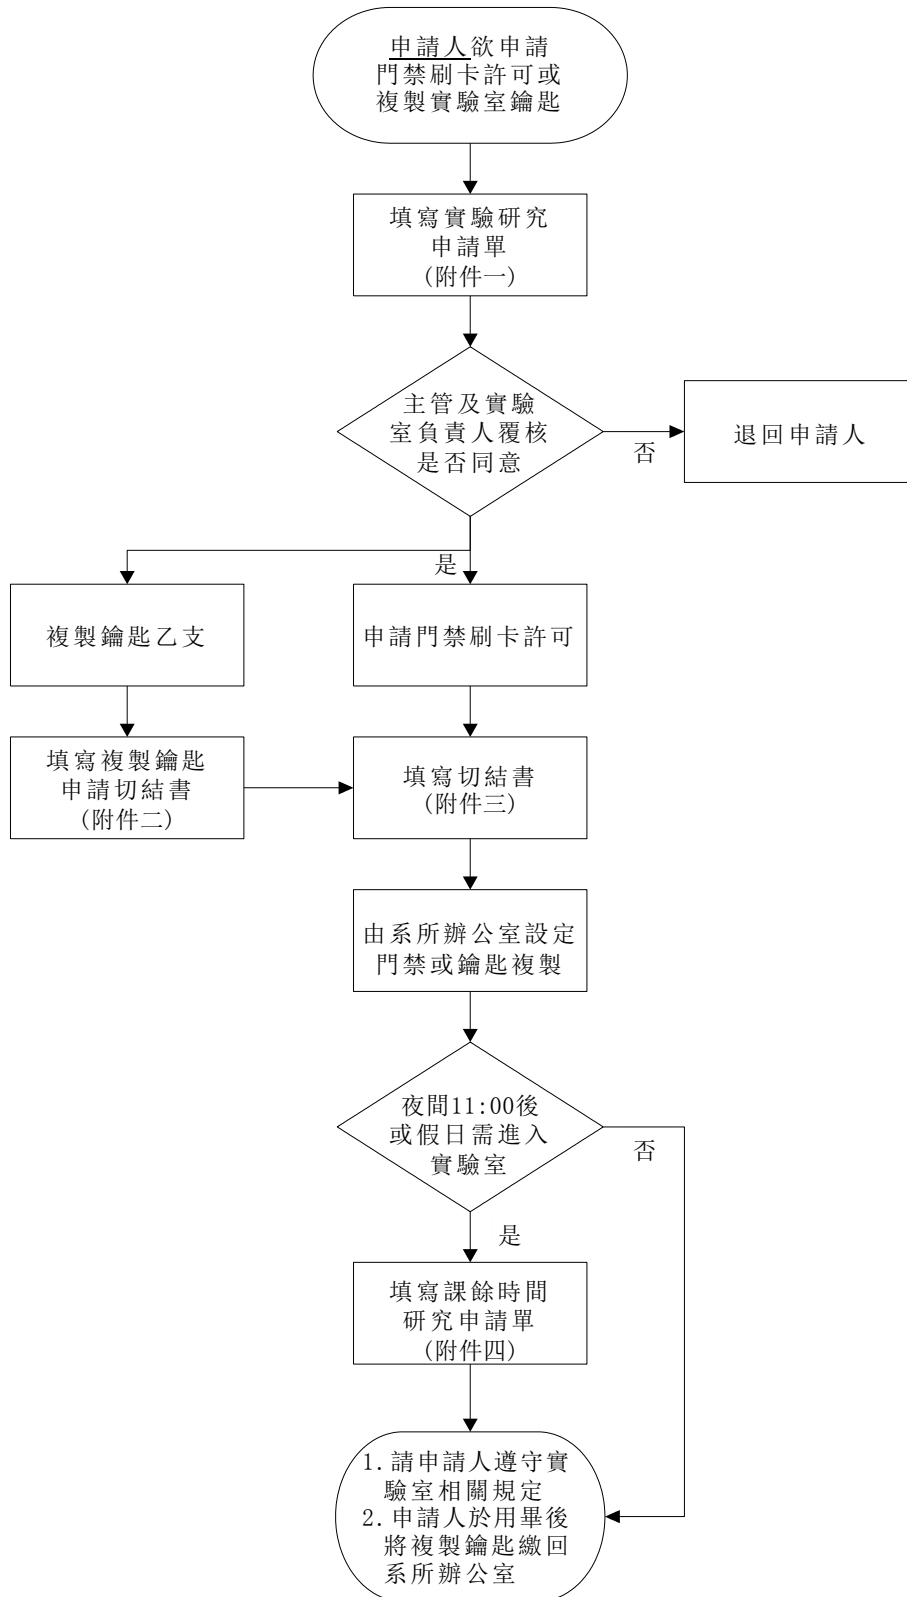 申請人欲申請
門禁刷卡許可或
複製實驗室鑰匙
填寫實驗研究
申請單
(附件一)
主管及實驗
室負責人覆核
是否同意
否
退回申請人
是
複製鑰匙乙支
申請門禁刷卡許可
填寫複製鑰匙
申請切結書
(附件二)
填寫切結書
(附件三)
由系所辦公室設定
門禁或鑰匙複製
夜間11:00後
或假日需進入
實驗室
否
是
填寫課餘時間
研究申請單
(附件四)
1.請申請人遵守實
驗室相關規定
2.申請人於用畢後
將複製鑰匙繳回
系所辦公室